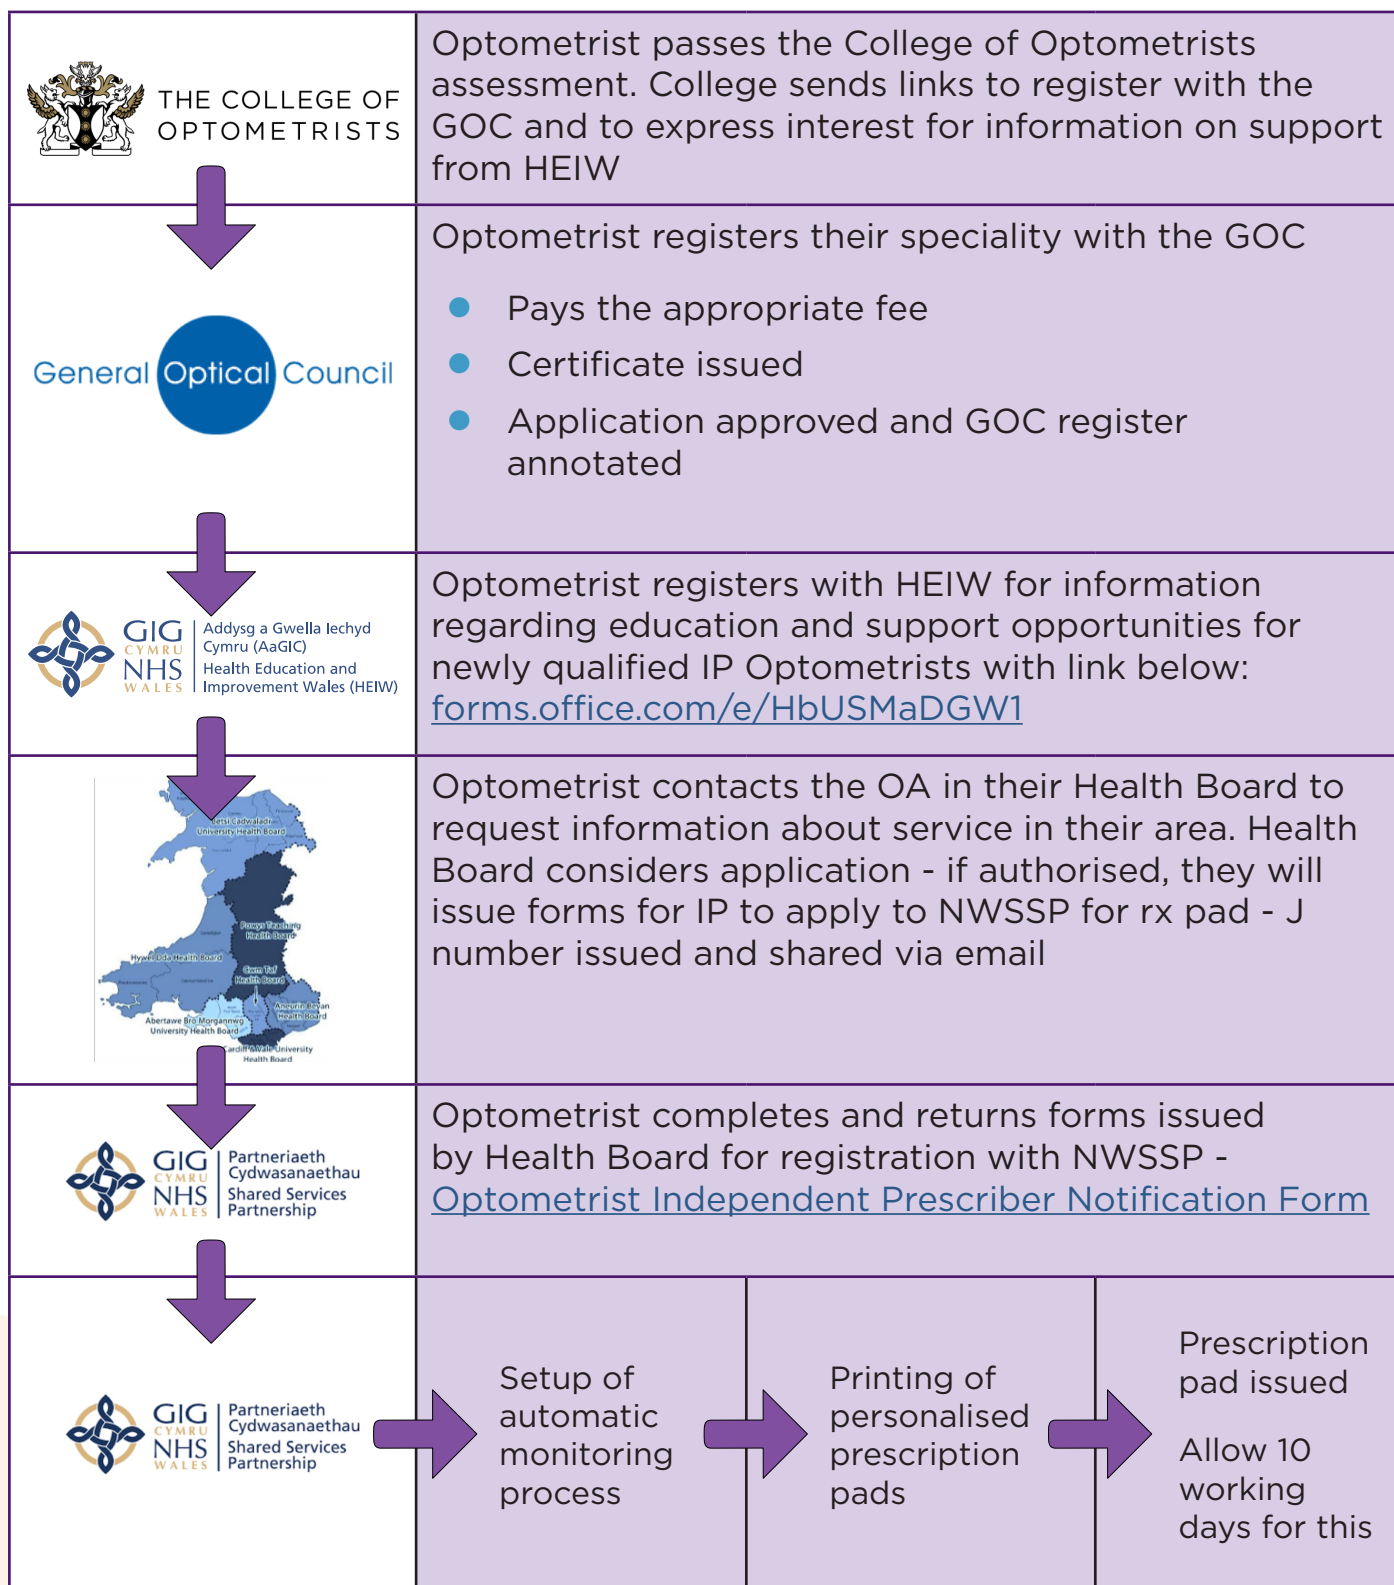 THE COLLEGE OF
OPTOMETRISTS
Optometrist passes the College of Optometrists
assessment. College sends links to register with the
GOC and to express interest for information on support
from HEIW
General Optical Council
Optometrist registers their speciality with the GOC
Pays the appropriate fee
Certificate issued
Application approved and GOC register
annotated
GIG
CYMRU
NHS
WALES
Addysg a Gwella Iechyd
Cymru (AaGIC)
Health Education and
Improvement Wales (HEIW)
Optometrist registers with HEIW for information
regarding education and support opportunities for
newly qualified IP Optometrists with link below:
forms.office.com/e/HbUSMaDGW1
Betsi Cadwaladr
University Health Board
Powys Teaching
Health Board
Hywel Dda Health Board
Cwm Taf
Health Board
Aneurin Bevan
Health Board
Abertawe Bro Morgannwg
University Health Board
Cardiff & Vale University
Health Board
Optometrist contacts the OA in their Health Board to
request information about service in their area. Health
Board considers application - if authorised, they will
issue forms for IP to apply to NWSSP for rx pad - J
number issued and shared via email
GIG
CYMRU
NHS
WALES
Partneriaeth
Cydwasanaethau
Shared Services
Partnership
Optometrist completes and returns forms issued
by Health Board for registration with NWSSP -
Optometrist Independent Prescriber Notification Form
GIG
CYMRU
NHS
WALES
Partneriaeth
Cydwasanaethau
Shared Services
Partnership
Setup of
automatic
monitoring
process
Printing of
personalised
prescription
pads
Prescription
pad issued
Allow 10
working
days for this